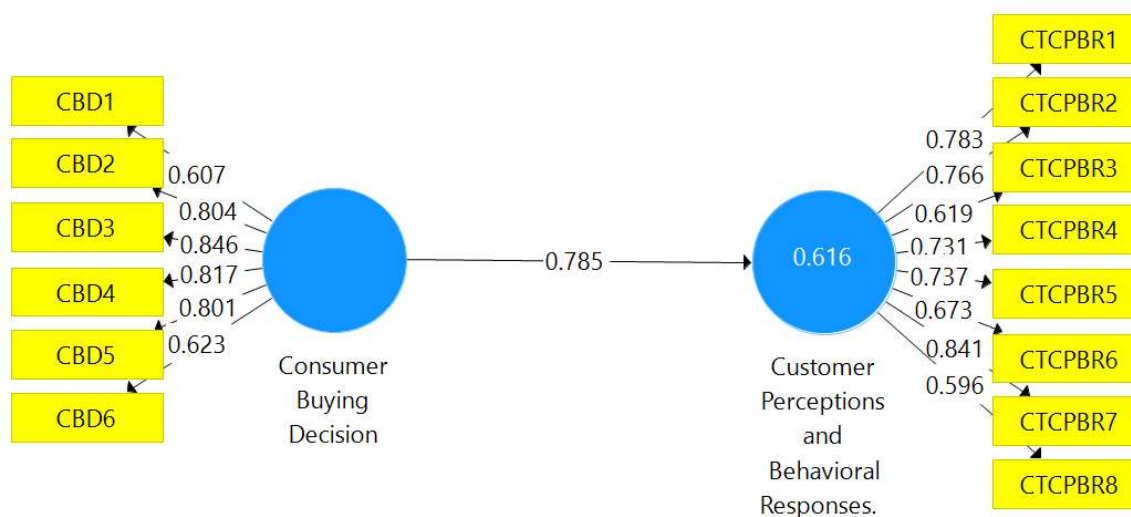 CBD1
CBD2
CBD3
CBD4
CBD5
CBD6
0.607
0.804
0.846
0.817
0.801
0.623
Consumer
Buying
Decision
0.785
0.616
Customer
Perceptions
and
Behavioral
Responses.
0.783
0.766
0.619
0.731
0.737
0.673
0.841
0.596
CTCPBR1
CTCPBR2
CTCPBR3
CTCPBR4
CTCPBR5
CTCPBR6
CTCPBR7
CTCPBR8